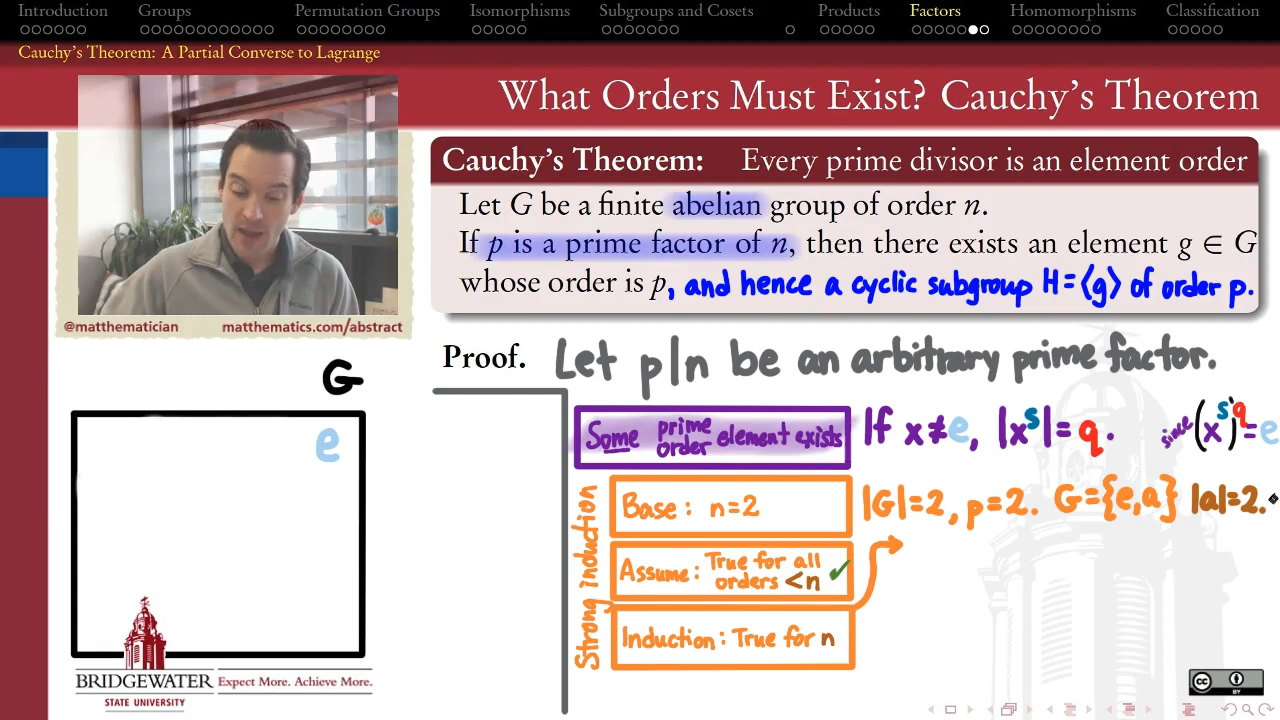 Introduction Groups Permutation Groups Isomorphisms Subgroups and Cosets Products Factors Homomorphisms Classification
Cauchy's Theorem: A Partial Converse to Lagrange
What Orders Must Exist? Cauchy's Theorem
Cauchy's Theorem: Every prime divisor is an element order
Let G be a finite abelian group of order n.
If p is a prime factor of n, then there exists an element g ∈ G
whose order is p, and hence a cyclic subgroup H=⟨g⟩ of order p.
@matthematician matthematics.com/abstract
Proof. Let p|n be an arbitrary prime factor.
G
e
Some prime order element exists
If x≠e, |x^s|=q. since (x^s)^q=e
Strong induction
Base: n=2
|G|=2, p=2. G={e,a} |a|=2.
Assume: True for all orders <n ✓
Induction: True for n
BRIDGEWATER STATE UNIVERSITY
Expect More. Achieve More.
CC BY